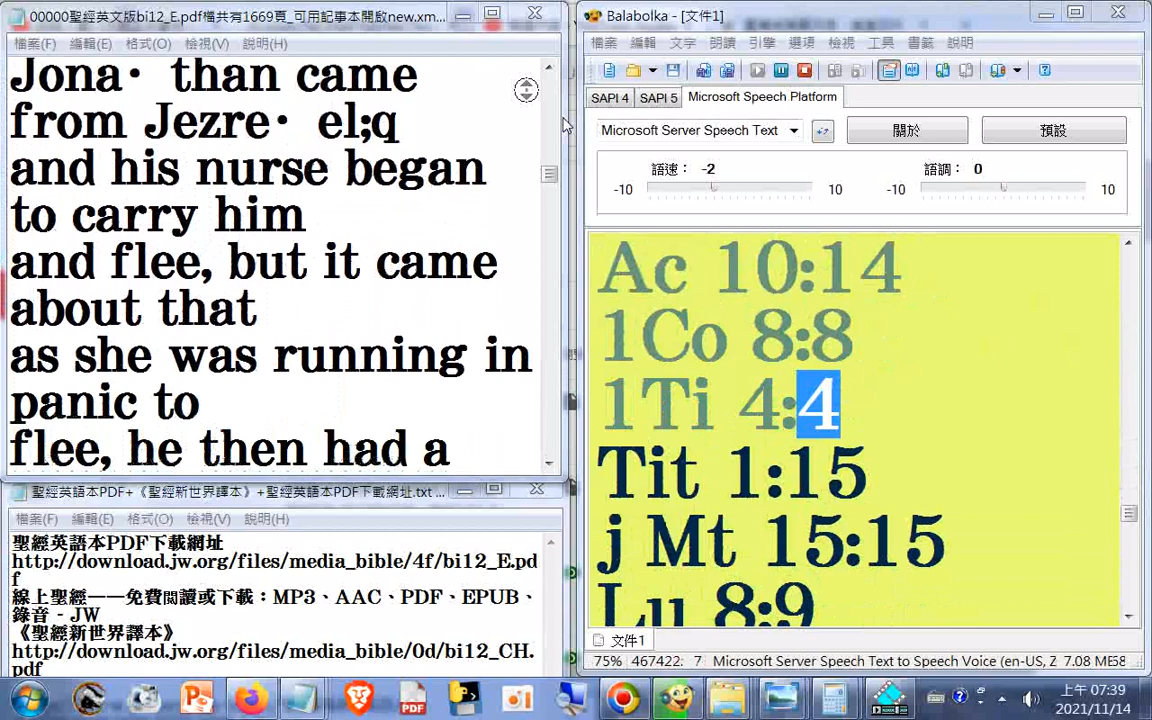 00000聖經英文版bi12_E.pdf檔共有1669頁_可用記事本開啟new.xm...
檔案(F) 編輯(E) 格式(O) 檢視(V) 說明(H)
Jona· than came
from Jezre· el;q
and his nurse began
to carry him
and flee, but it came
about that
as she was running in
panic to
flee, he then had a
聖經英語本PDF+《聖經新世界譯本》+聖經英語本PDF下載網址.txt ...
檔案(F) 編輯(E) 格式(O) 檢視(V) 說明(H)
聖經英語本PDF下載網址
http://download.jw.org/files/media_bible/4f/bi12_E.pd
f
線上聖經——免費閱讀或下載：MP3、AAC、PDF、EPUB、
錄音 - JW
《聖經新世界譯本》
http://download.jw.org/files/media_bible/0d/bi12_CH.
pdf
Balabolka - [文件1]
檔案 編輯 文字 朗讀 引擎 選項 檢視 工具 書籤 說明
SAPI 4 SAPI 5 Microsoft Speech Platform
Microsoft Server Speech Text 關於 預設
語速： -2 語調： 0
-10 10 -10 10
Ac 10:14
1Co 8:8
1Ti 4:4
Tit 1:15
j Mt 15:15
Lu 8:9
文件1
75% 467422: 7 Microsoft Server Speech Text to Speech Voice (en-US, Z 7.08 MB
上午 07:39
2021/11/14